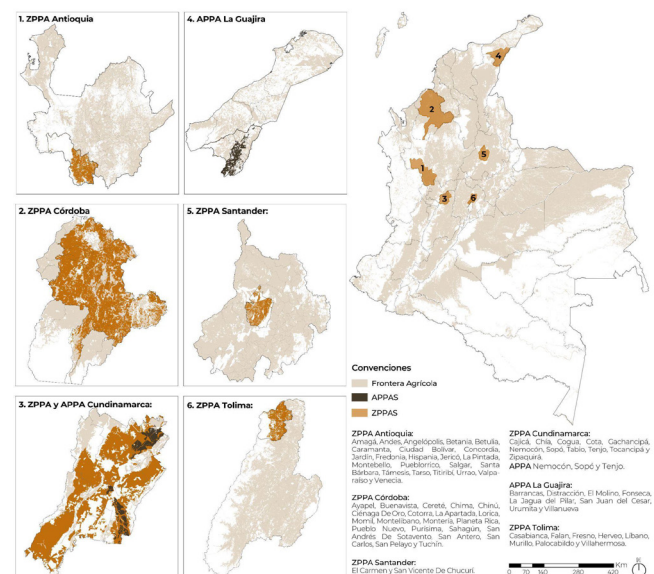 1. ZPPA Antioquia
4. APPA La Guajira
2. ZPPA Córdoba
5. ZPPA Santander:
3. ZPPA y APPA Cundinamarca:
6. ZPPA Tolima:
4
2
5
1
3
6
Convenciones
Frontera Agrícola
APPAS
ZPPAS
ZPPA Antioquia:
Amagá, Andes, Angelópolis, Betania, Betulia,
Caramanta, Ciudad Bolívar, Concordia,
Jardín, Fredonia, Hispania, Jericó, La Pintada,
Montebello, Pueblorrico, Salgar, Santa
Bárbara, Támesis, Tarso, Titiribí, Urrao, Valpa-
raíso y Venecia.
ZPPA Córdoba:
Ayapel, Buenavista, Cereté, Chima, Chinú,
Ciénaga De Oro, Cotorra, La Apartada, Lorica,
Momil, Montelíbano, Montería, Planeta Rica,
Pueblo Nuevo, Purísima, Sahagún, San
Andrés De Sotavento, San Antero, San
Carlos, San Pelayo y Tuchín.
ZPPA Santander:
El Carmen y San Vicente De Chucurí.
ZPPA Cundinamarca:
Cajicá, Chía, Cogua, Cota, Gachancipá,
Nemocón, Sopó, Tabio, Tenjo, Tocancipá y
Zipaquirá.
APPA Nemocón, Sopó y Tenjo.
APPA La Guajira:
Barrancas, Distracción, El Molino, Fonseca,
La Jagua del Pilar, San Juan del Cesar,
Urumita y Villanueva
ZPPA Tolima:
Casabianca, Falan, Fresno, Herveo, Líbano,
Murillo, Palocabildo y Villahermosa.
Km
0 70 140 280 420